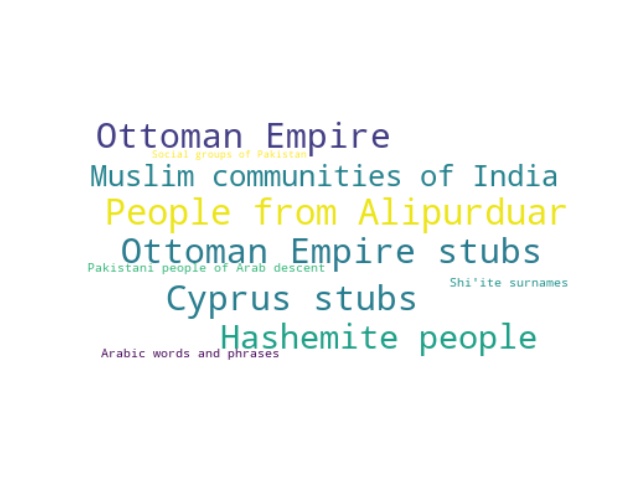 Ottoman Empire
Social groups of Pakistan
Muslim communities of India
People from Alipurduar
Ottoman Empire stubs
Pakistani people of Arab descent
Shi'ite surnames
Cyprus stubs
Hashemite people
Arabic words and phrases